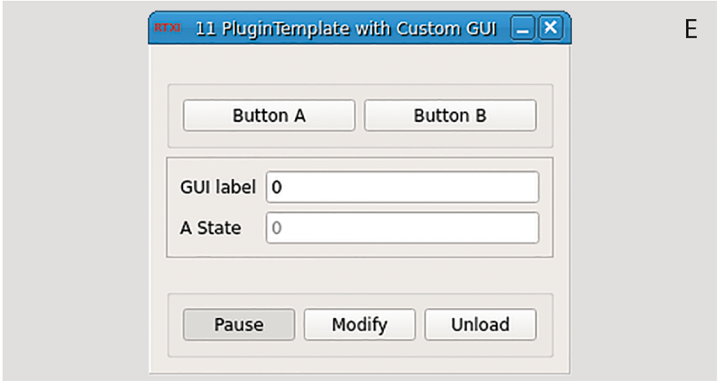 RTXI 11 PluginTemplate with Custom GUI
E
Button A Button B
GUI label 0
A State 0
Pause Modify Unload